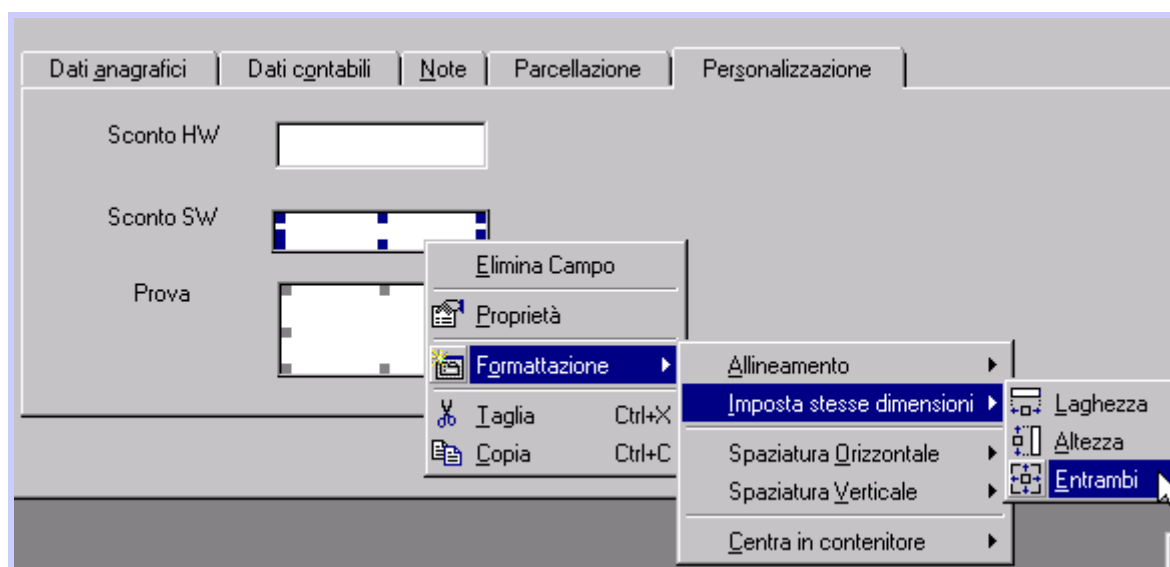 Dati anagrafici Dati contabili Note Parcellazione Personalizzazione
Sconto HW
Sconto SW
Prova
Elimina Campo
Proprietà
Formattazione
Taglia Ctrl+X
Copia Ctrl+C
Allineamento
Imposta stesse dimensioni
Spaziatura Orizzontale
Spaziatura Verticale
Centra in contenitore
Laghezza
Altezza
Entrambi